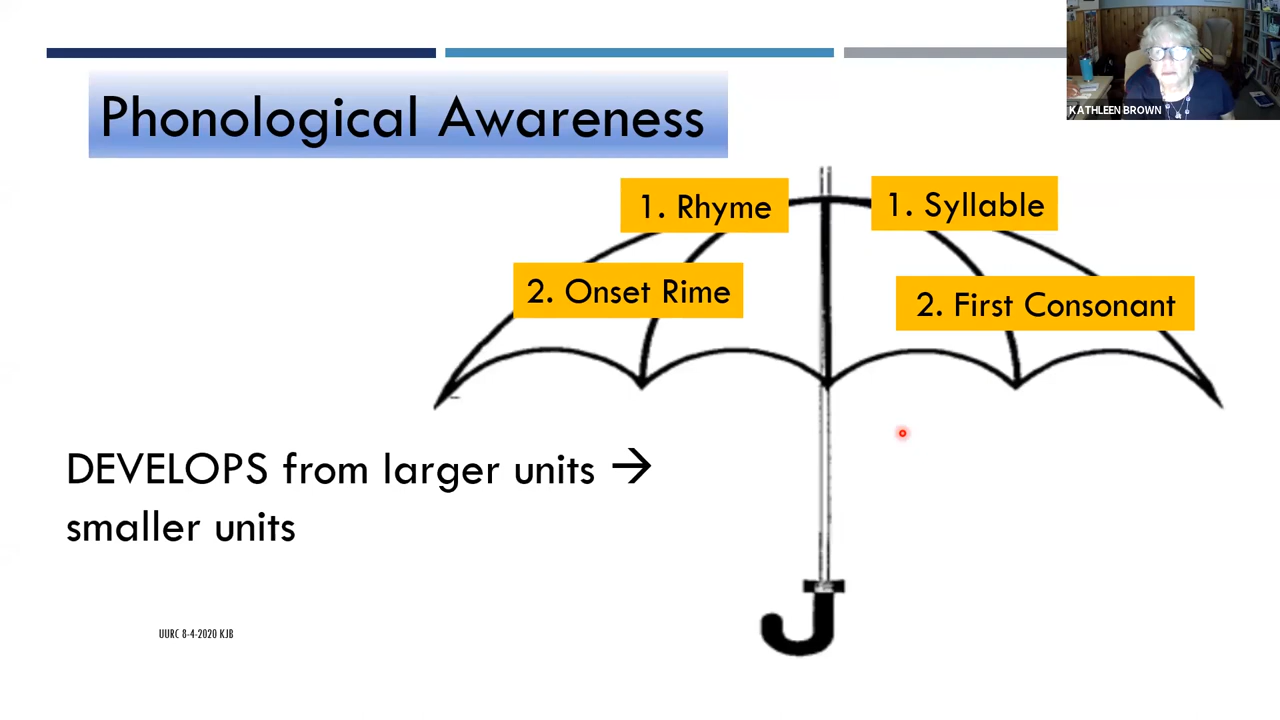 KATHLEEN BROWN
Phonological Awareness
1. Rhyme
1. Syllable
2. Onset Rime
2. First Consonant
DEVELOPS from larger units →
smaller units
UURC 8-4-2020 KJB